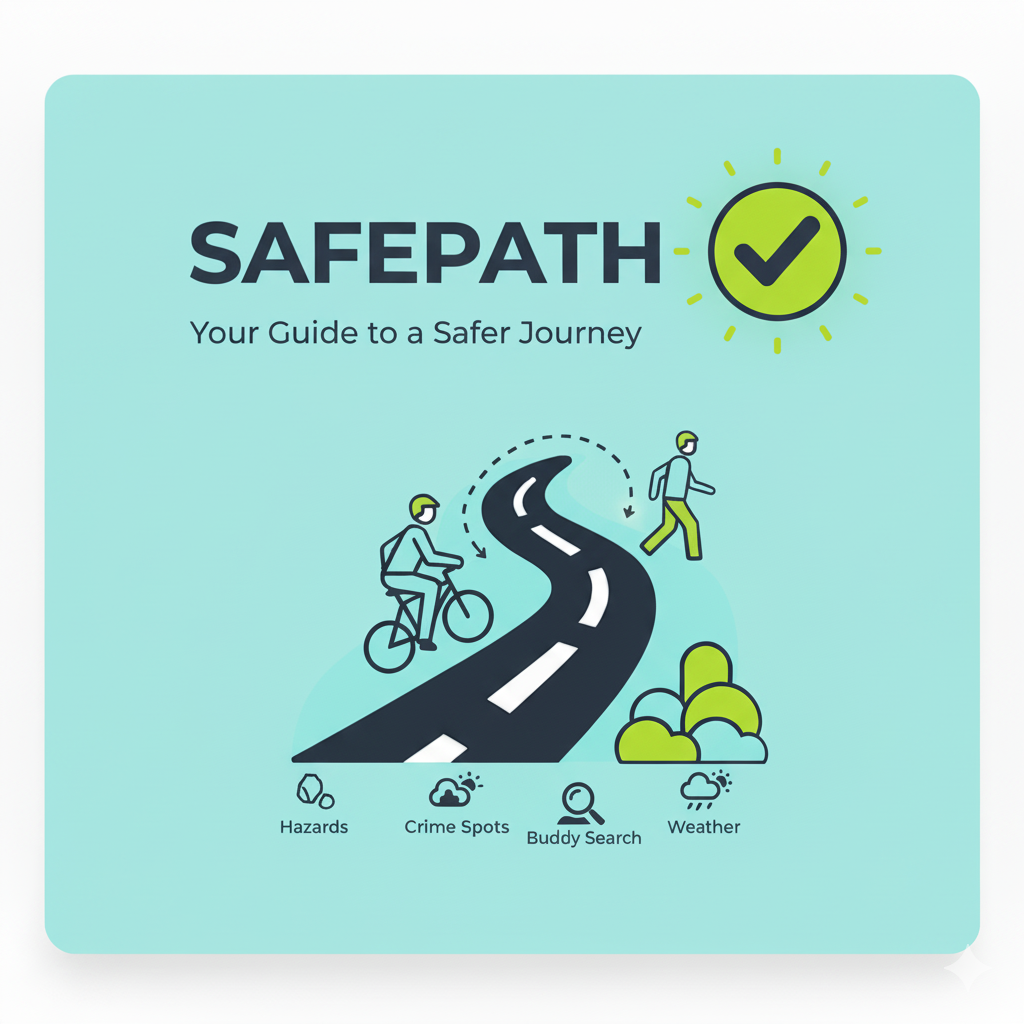 SAFEPATH
Your Guide to a Safer Journey
Hazards
Crime Spots
Buddy Search
Weather